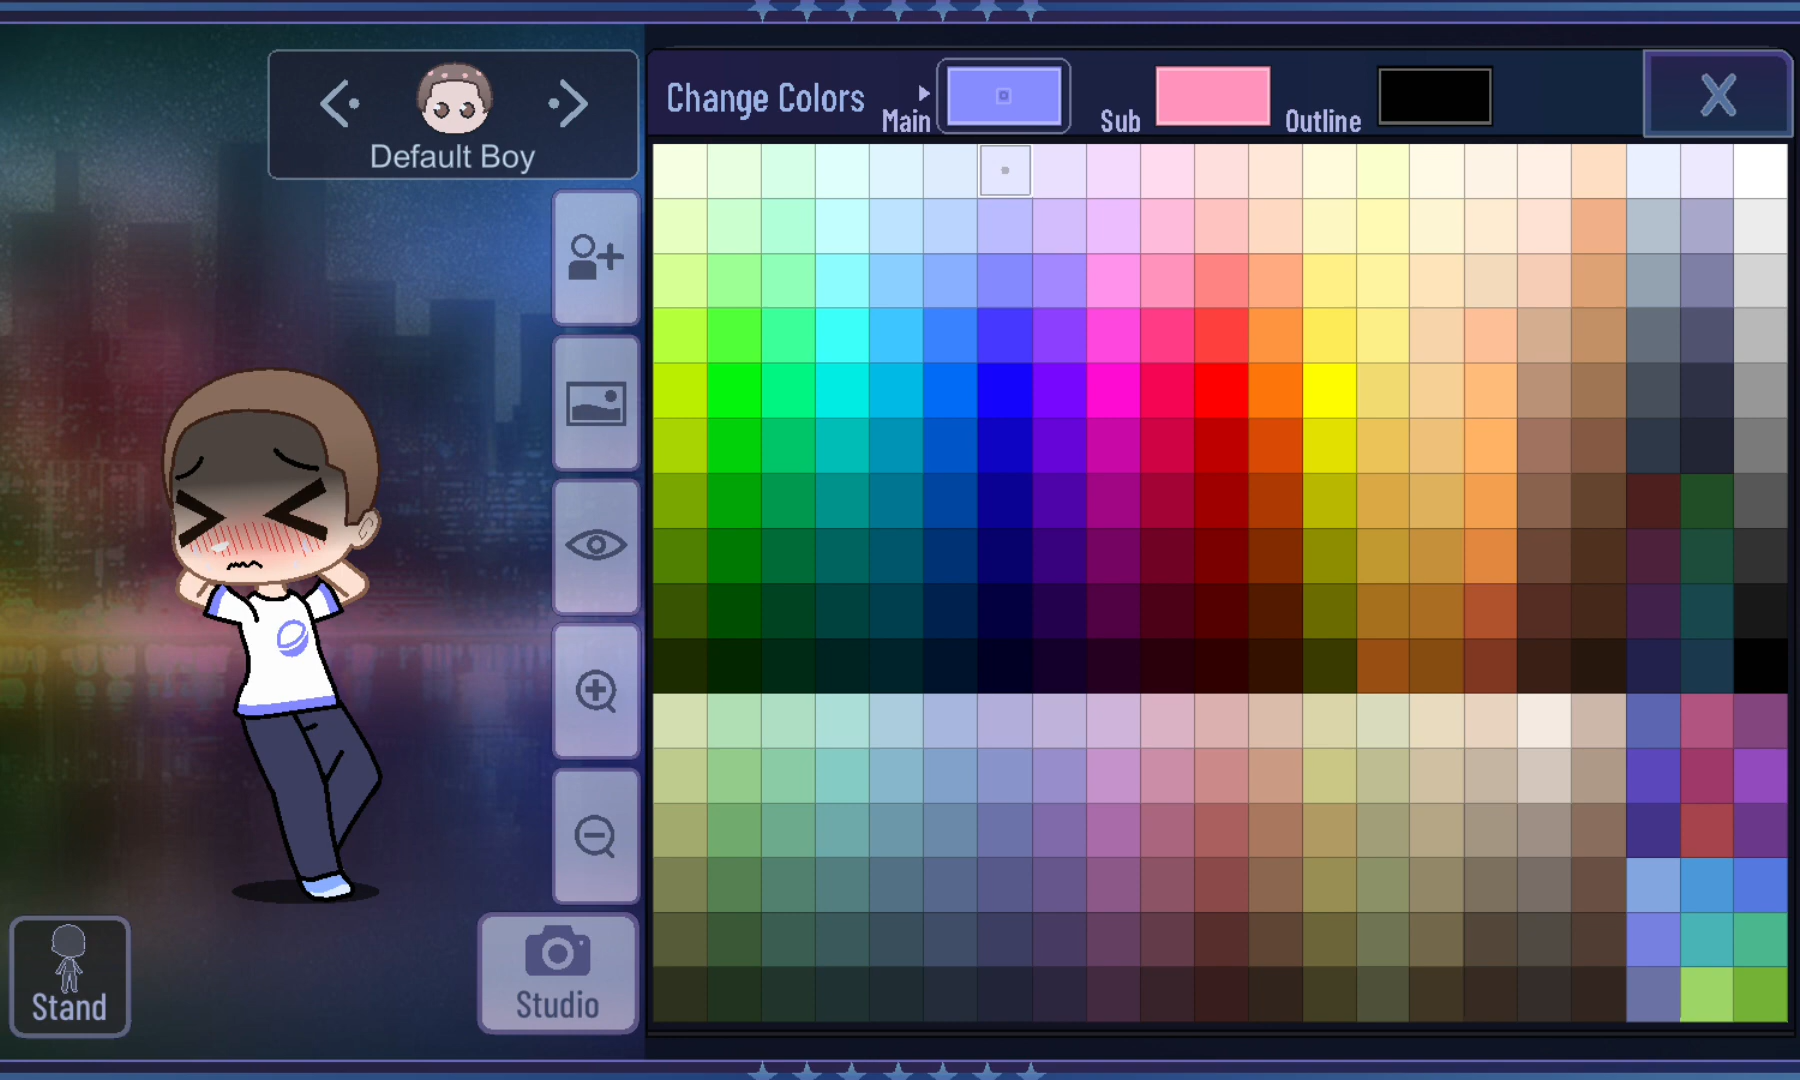 Default Boy
Change Colors
Main
Sub
Outline
X
Stand
Studio